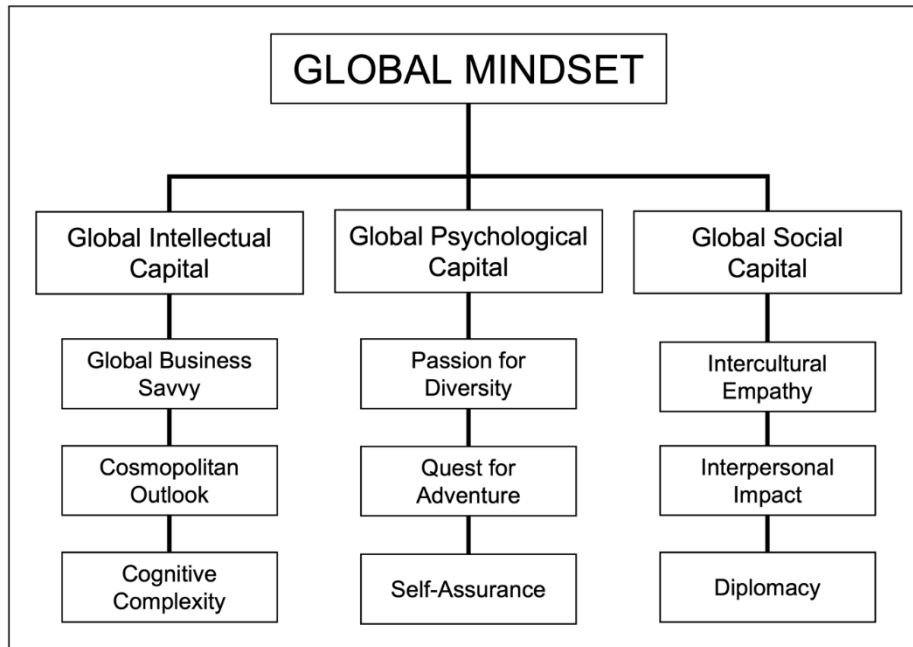 GLOBAL MINDSET
Global Intellectual
Capital
Global Psychological
Capital
Global Social
Capital
Global Business
Savvy
Passion for
Diversity
Intercultural
Empathy
Cosmopolitan
Outlook
Quest for
Adventure
Interpersonal
Impact
Cognitive
Complexity
Self-Assurance
Diplomacy